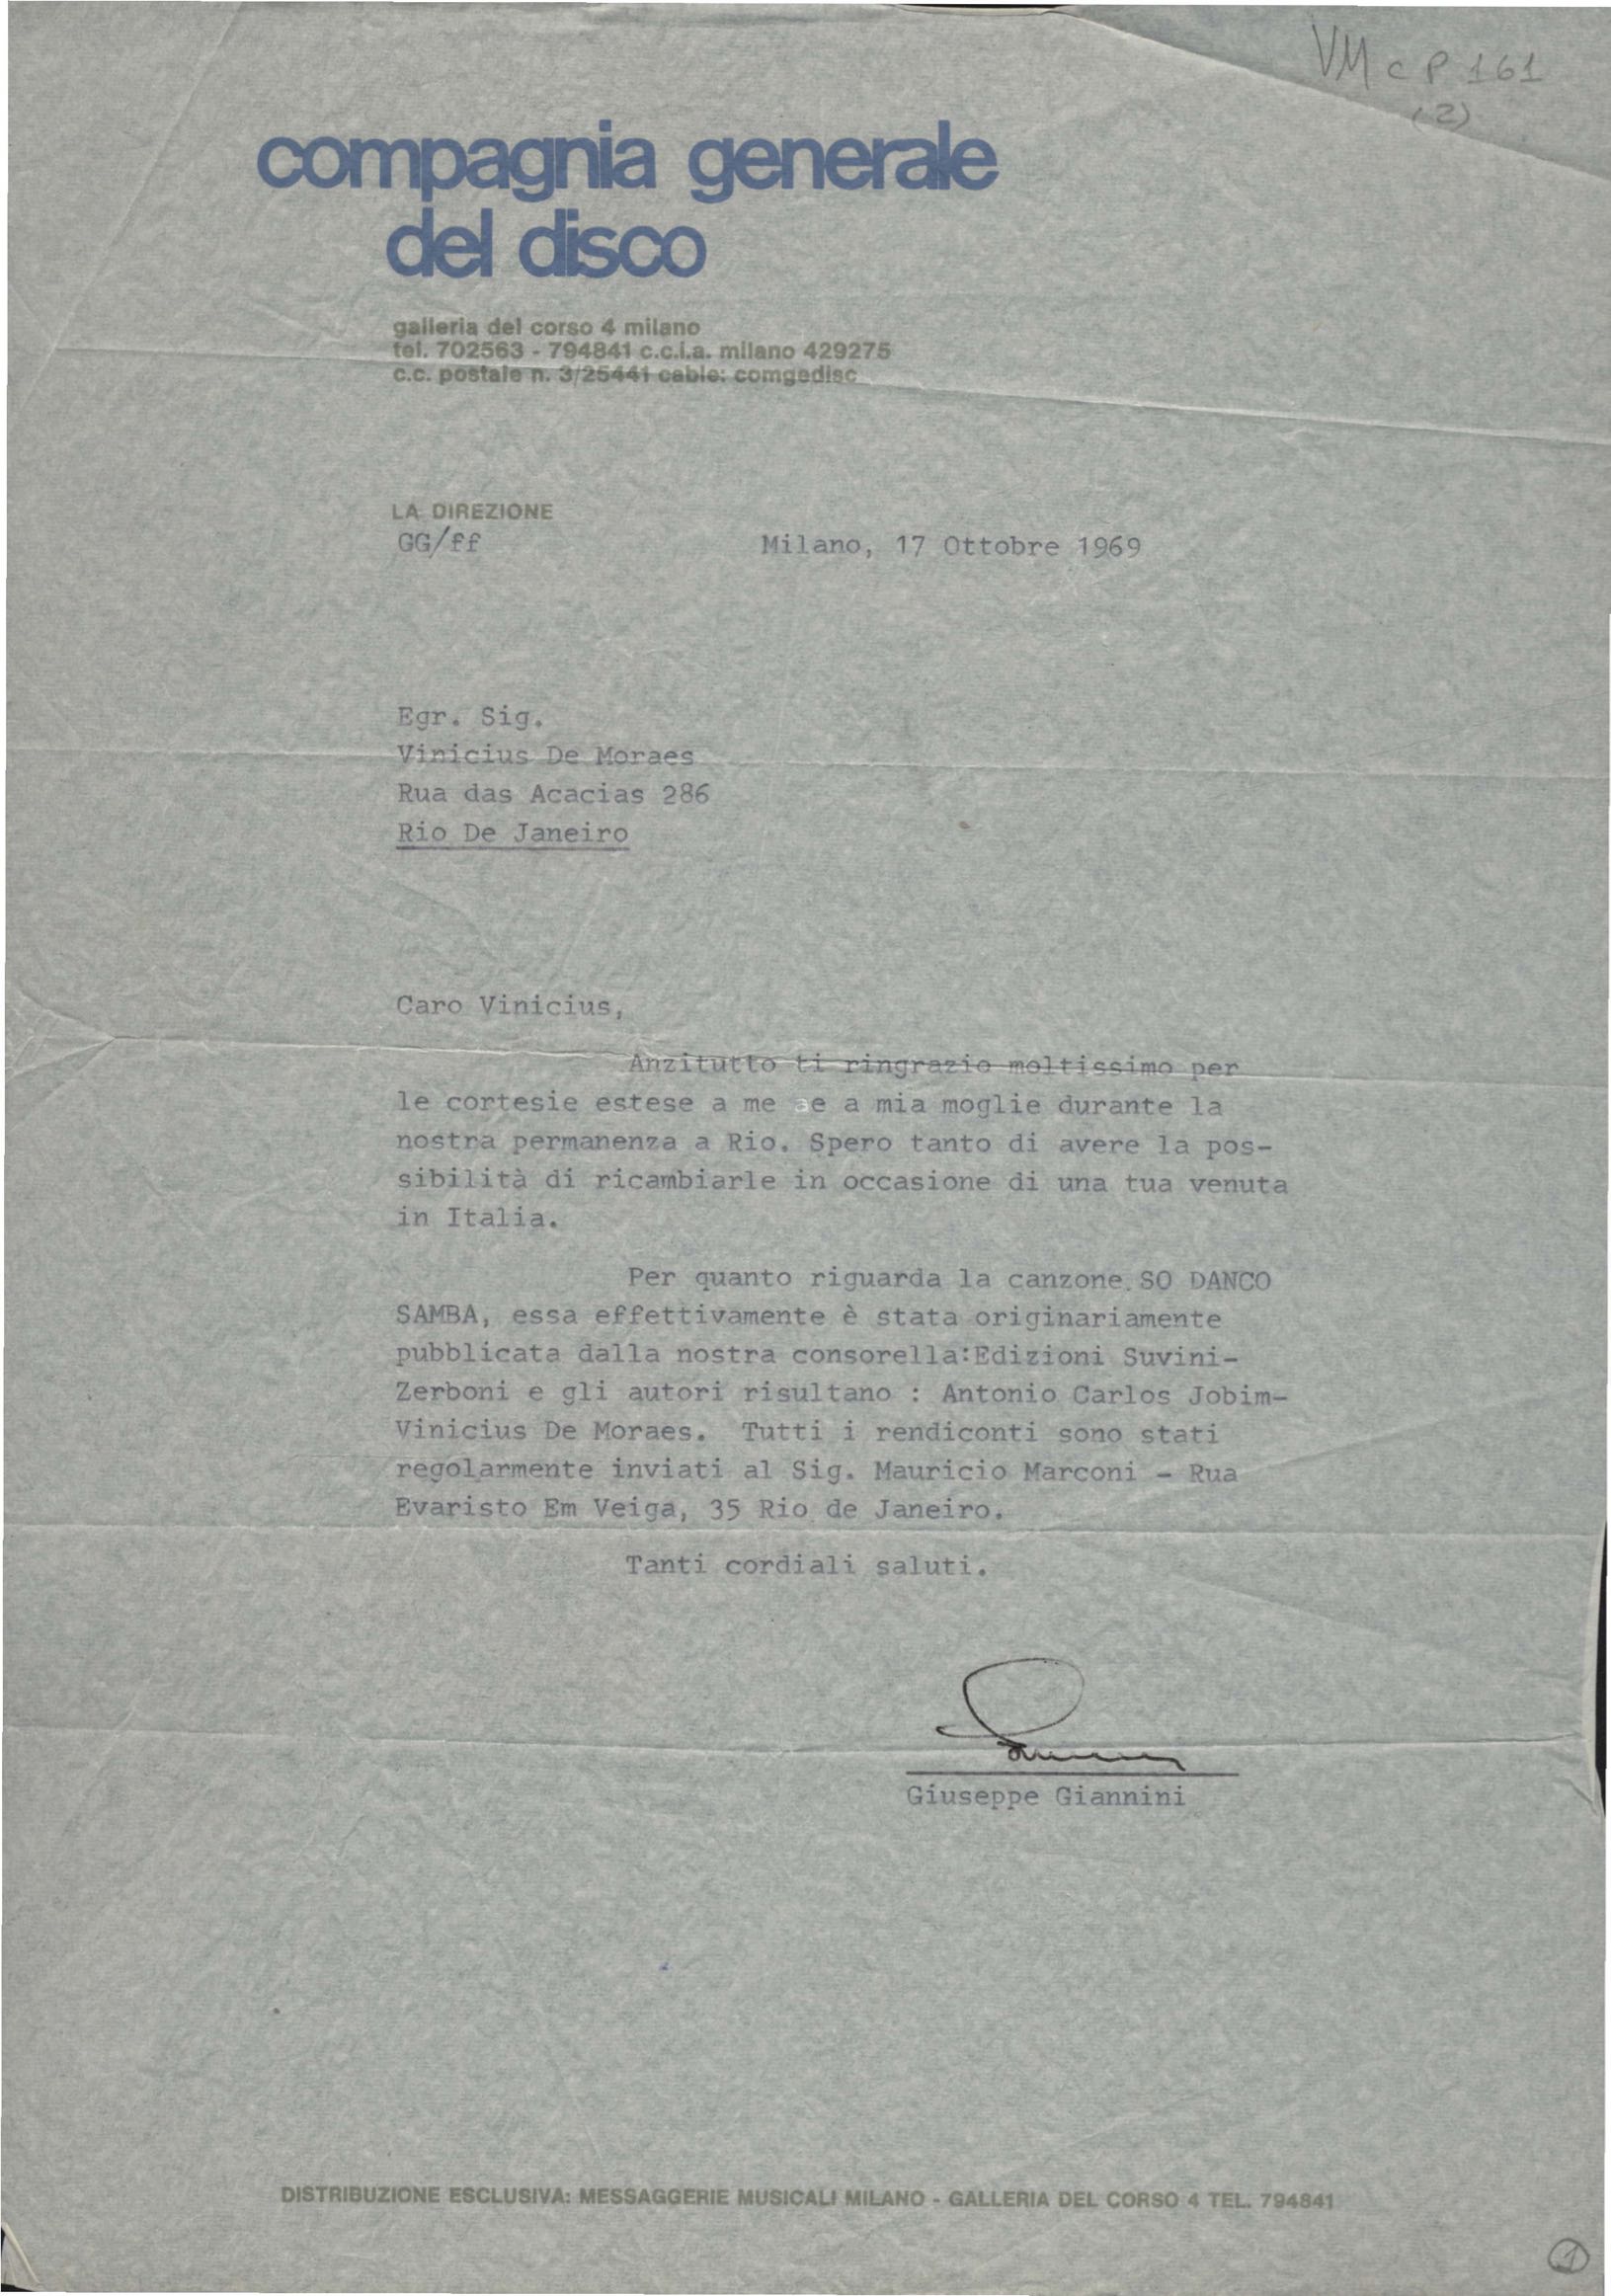 VM CP 161
(2)
compagnia generale
del disco
galleria del corso 4 milano
tel. 702563 - 794841 c.c.i.a. milano 429275
c.c. postale n. 3/25441 cable: comgedisc
LA DIREZIONE
GG/ff
Milano, 17 Ottobre 1969
Egr. Sig.
Vinicius De Moraes
Rua das Acacias 286
Rio De Janeiro
Caro Vinicius,
Anzitutto ti ringrazio moltissimo per
le cortesie estese a me e a mia moglie durante la
nostra permanenza a Rio. Spero tanto di avere la pos-
sibilità di ricambiarle in occasione di una tua venuta
in Italia.
Per quanto riguarda la canzone SO DANCO
SAMBA, essa effettivamente è stata originariamente
pubblicata dalla nostra consorella:Edizioni Suvini-
Zerboni e gli autori risultano : Antonio Carlos Jobim-
Vinicius De Moraes. Tutti i rendiconti sono stati
regolarmente inviati al Sig. Mauricio Marconi - Rua
Evaristo Em Veiga, 35 Rio de Janeiro.
Tanti cordiali saluti.
Giuseppe Giannini
DISTRIBUZIONE ESCLUSIVA: MESSAGGERIE MUSICALI MILANO - GALLERIA DEL CORSO 4 TEL. 794841
1